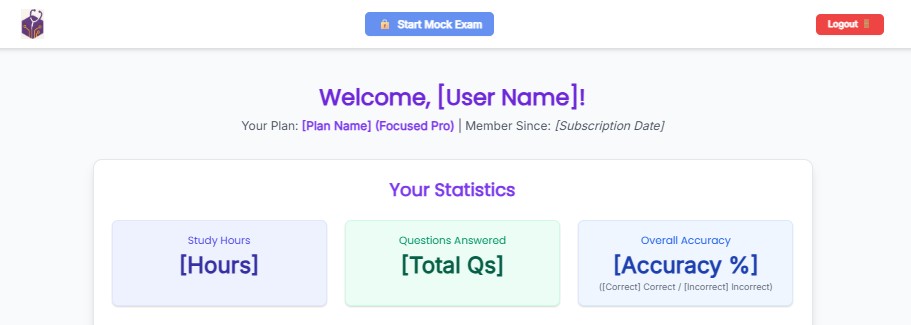 Start Mock Exam
Logout
Welcome, [User Name]!
Your Plan: [Plan Name] (Focused Pro) | Member Since: [Subscription Date]
Your Statistics
Study Hours
[Hours]
Questions Answered
[Total Qs]
Overall Accuracy
[Accuracy %]
([Correct] Correct / [Incorrect] Incorrect)